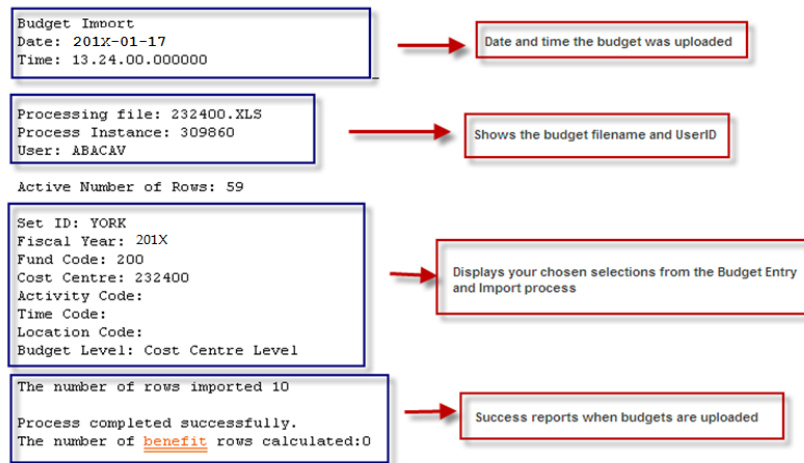 Budget Import
Date: 201X-01-17
Time: 13.24.00.000000
Date and time the budget was uploaded
Processing file: 232400.XLS
Process Instance: 309860
User: ABACAV
Shows the budget filename and UserID
Active Number of Rows: 59
Set ID: YORK
Fiscal Year: 201X
Fund Code: 200
Cost Centre: 232400
Activity Code:
Time Code:
Location Code:
Budget Level: Cost Centre Level
Displays your chosen selections from the Budget Entry
and Import process
The number of rows imported 10
Process completed successfully.
The number of benefit rows calculated:0
Success reports when budgets are uploaded